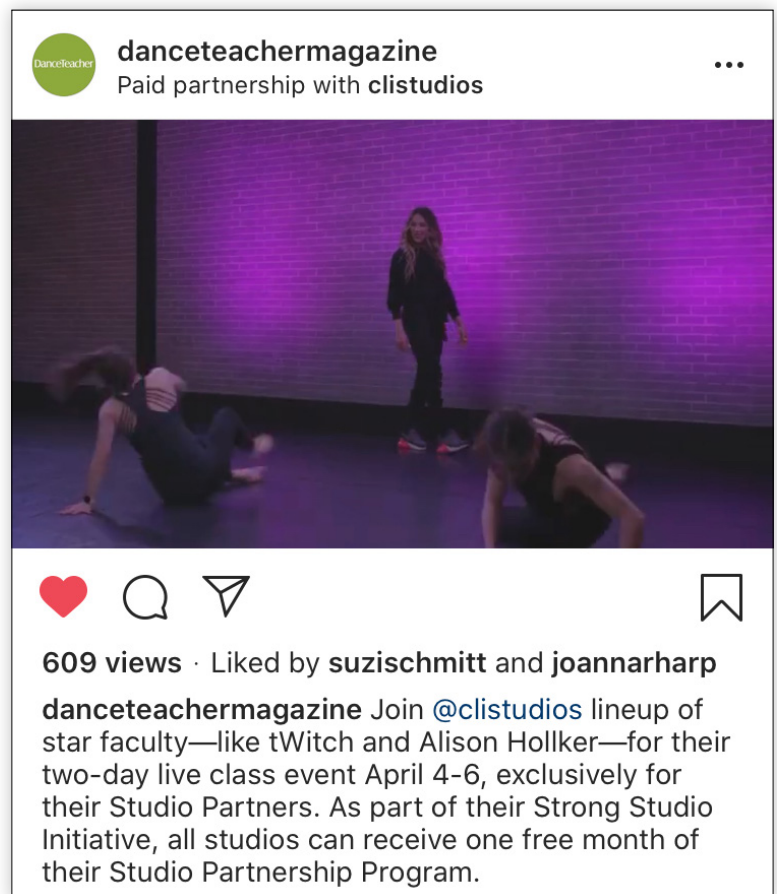 DanceTeacher
danceteachermagazine
Paid partnership with clistudios
609 views · Liked by suzischmitt and joannarharp
danceteachermagazine Join @clistudios lineup of
star faculty—like tWitch and Alison Hollker—for their
two-day live class event April 4-6, exclusively for
their Studio Partners. As part of their Strong Studio
Initiative, all studios can receive one free month of
their Studio Partnership Program.